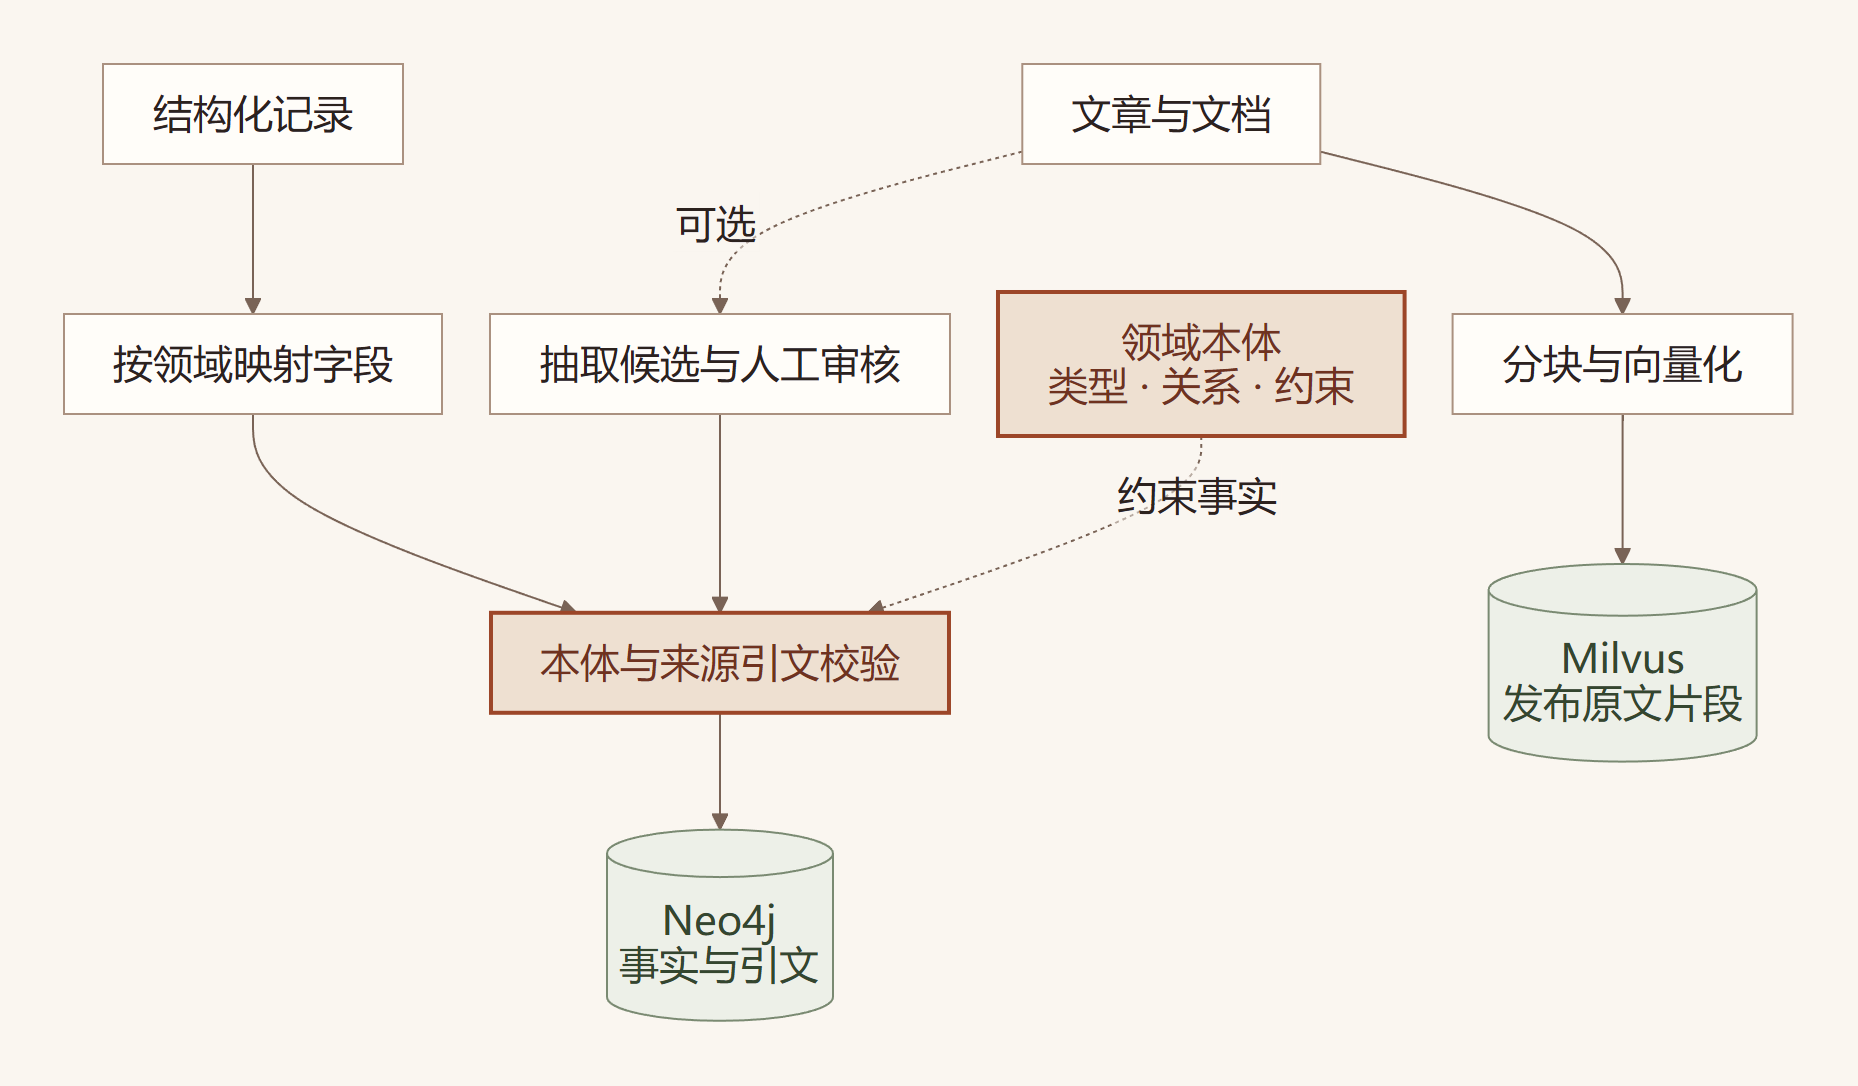 结构化记录
文章与文档
可选
按领域映射字段
抽取候选与人工审核
领域本体
类型 · 关系 · 约束
分块与向量化
约束事实
本体与来源引文校验
Milvus
发布原文片段
Neo4j
事实与引文